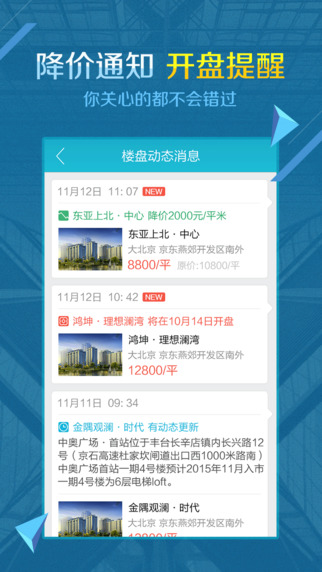 降价通知 开盘提醒
你关心的都不会错过
楼盘动态消息
11月12日 11: 07 NEW
东亚上北·中心 降价2000元/平米
东亚上北·中心
大北京 京东燕郊开发区南外
8800/平 原价:10800/平
11月12日 10: 42 NEW
鸿坤·理想澜湾 将在10月14日开盘
鸿坤·理想澜湾
大北京 京东燕郊开发区南外
12800/平
11月11日 09: 34
金隅观澜·时代 有动态更新
中奥广场·首站位于丰台长辛店镇内长兴路12
号（京石高速杜家坎闸道出口西1000米路南）
中奥广场首站一期4号楼预计2015年11月入市
一期4号楼为6层电梯loft。
金隅观澜·时代
大北京 京东燕郊开发区南外
12800/平